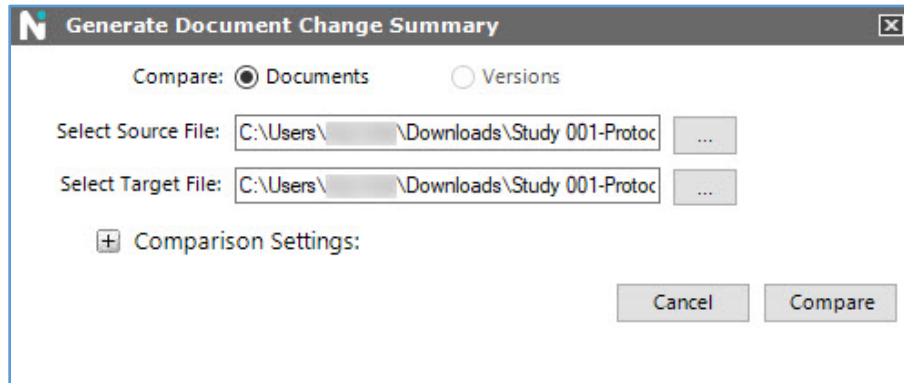 Generate Document Change Summary
Compare: Documents Versions
Select Source File: C:\Users\ \Downloads\Study 001-Protoc ...
Select Target File: C:\Users\ \Downloads\Study 001-Protoc ...
Comparison Settings:
Cancel Compare